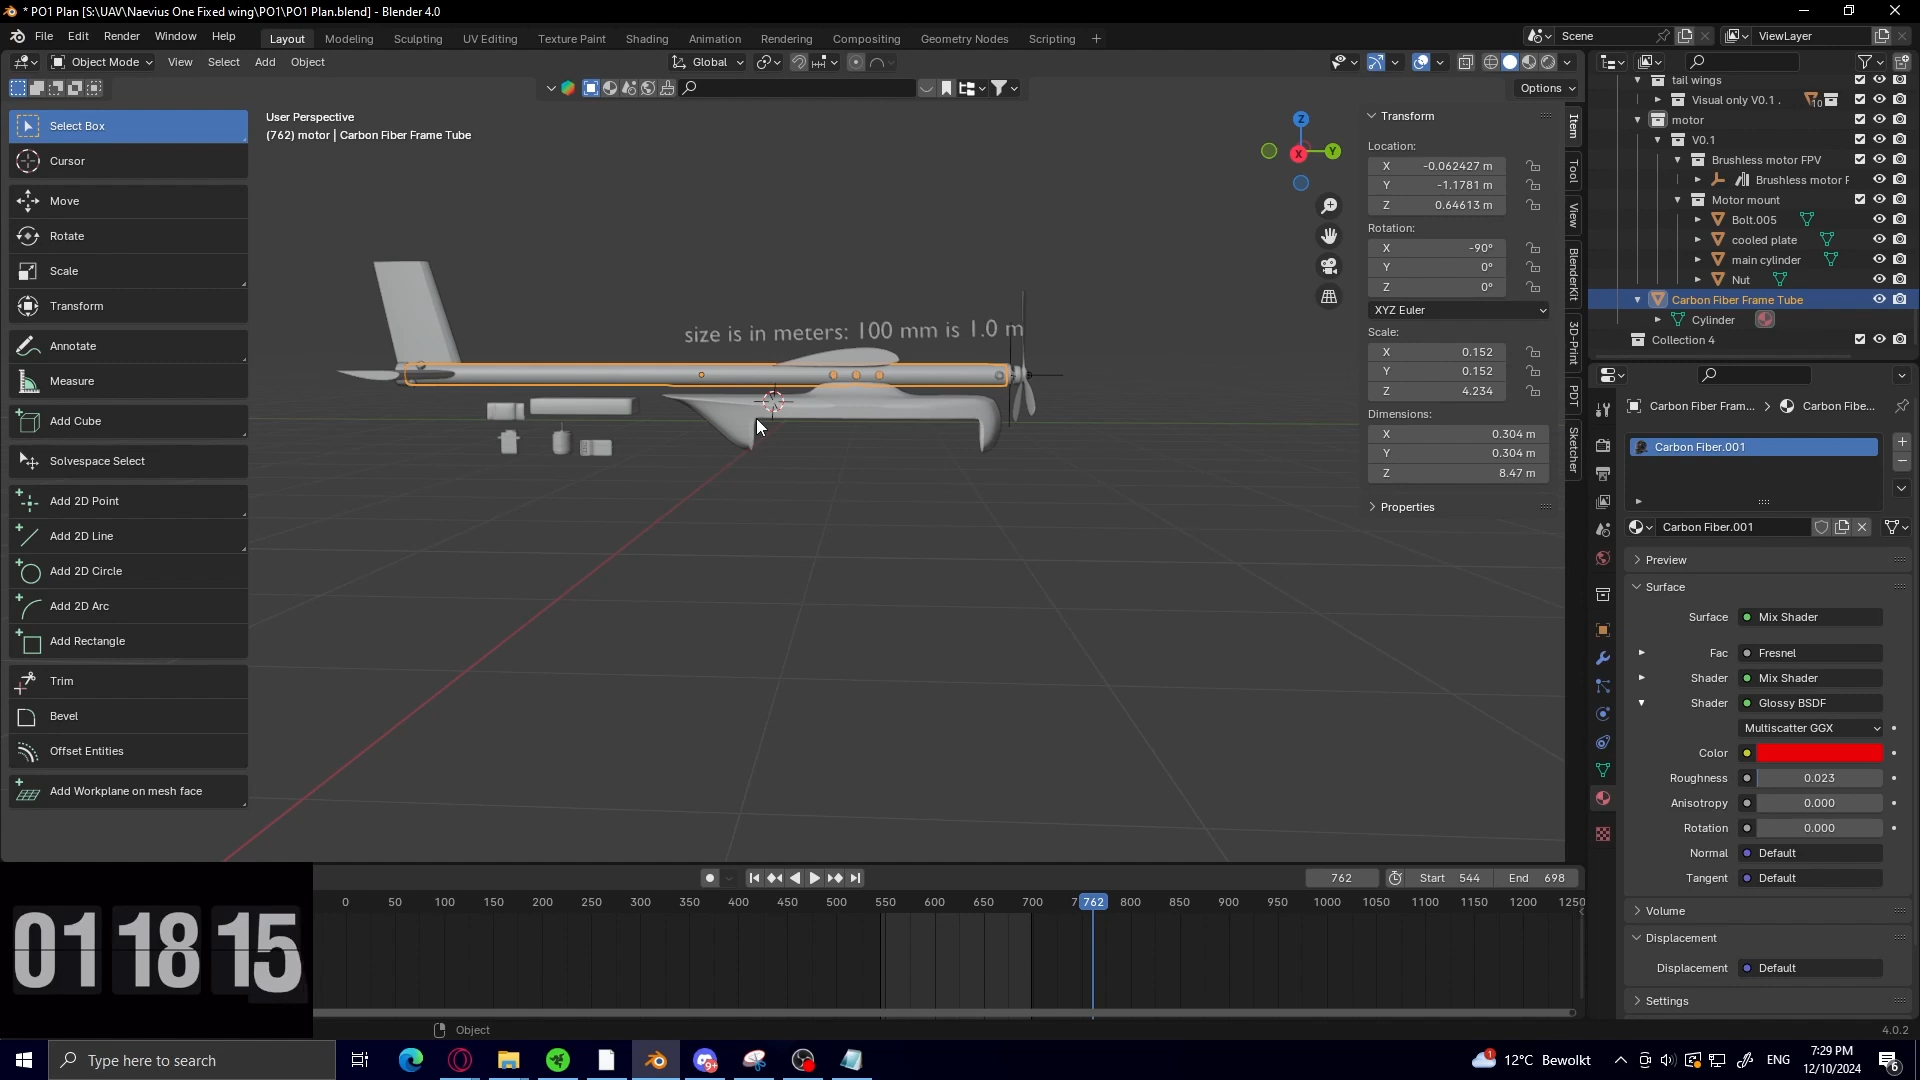 * PO1 Plan [S:\UAV\Naevius One Fixed wing\PO1\PO1 Plan.blend] - Blender 4.0
File Edit Render Window Help
Layout Modeling Sculpting UV Editing Texture Paint Shading Animation Rendering Compositing Geometry Nodes Scripting +
Scene
ViewLayer
Object Mode View Select Add Object
Global
Options
Select Box
Cursor
Move
Rotate
Scale
Transform
Annotate
Measure
Add Cube
Solvespace Select
Add 2D Point
Add 2D Line
Add 2D Circle
Add 2D Arc
Add Rectangle
Trim
Bevel
Offset Entities
Add Workplane on mesh face
User Perspective
(762) motor | Carbon Fiber Frame Tube
size is in meters: 100 mm is 1.0 m
Z
Y
X
Transform
Location:
X -0.062427 m
Y -1.1781 m
Z 0.64613 m
Rotation:
X -90°
Y 0°
Z 0°
XYZ Euler
Scale:
X 0.152
Y 0.152
Z 4.234
Dimensions:
X 0.304 m
Y 0.304 m
Z 8.47 m
Properties
Item
Tool
View
BlenderKit
3D-Print
PDT
Sketcher
tail wings
Visual only V0.1 . 10
motor
V0.1
Brushless motor FPV
Brushless motor F
Motor mount
Bolt.005
cooled plate
main cylinder
Nut
Carbon Fiber Frame Tube
Cylinder
Collection 4
Carbon Fiber Fram... Carbon Fibe...
Carbon Fiber.001
Carbon Fiber.001
Preview
Surface
Surface Mix Shader
Fac Fresnel
Shader Mix Shader
Shader Glossy BSDF
Multiscatter GGX
Color
Roughness 0.023
Anisotropy 0.000
Rotation 0.000
Normal Default
Tangent Default
Volume
Displacement
Displacement Default
Settings
762 Start 544 End 698
0 50 100 150 200 250 300 350 400 450 500 550 600 650 700 7 762 800 850 900 950 1000 1050 1100 1150 1200 1250
01 18 15
Object
4.0.2
Type here to search
9+
1
12°C Bewolkt
ENG
7:29 PM
12/10/2024
6